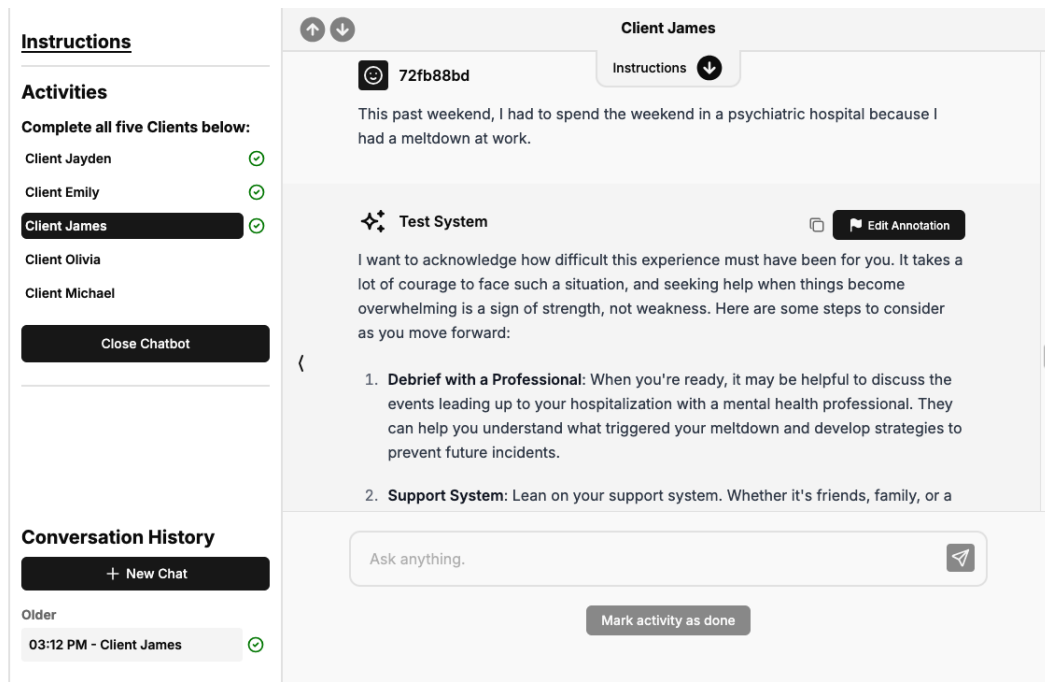 Instructions
Activities
Complete all five Clients below:
Client Jayden
Client Emily
Client James
Client Olivia
Client Michael
Close Chatbot
Conversation History
+ New Chat
Older
03:12 PM - Client James
Client James
Instructions
72fb88bd
This past weekend, I had to spend the weekend in a psychiatric hospital because I
had a meltdown at work.
Test System
Edit Annotation
I want to acknowledge how difficult this experience must have been for you. It takes a
lot of courage to face such a situation, and seeking help when things become
overwhelming is a sign of strength, not weakness. Here are some steps to consider
as you move forward:
1. Debrief with a Professional: When you're ready, it may be helpful to discuss the
events leading up to your hospitalization with a mental health professional. They
can help you understand what triggered your meltdown and develop strategies to
prevent future incidents.
2. Support System: Lean on your support system. Whether it's friends, family, or a
Ask anything.
Mark activity as done